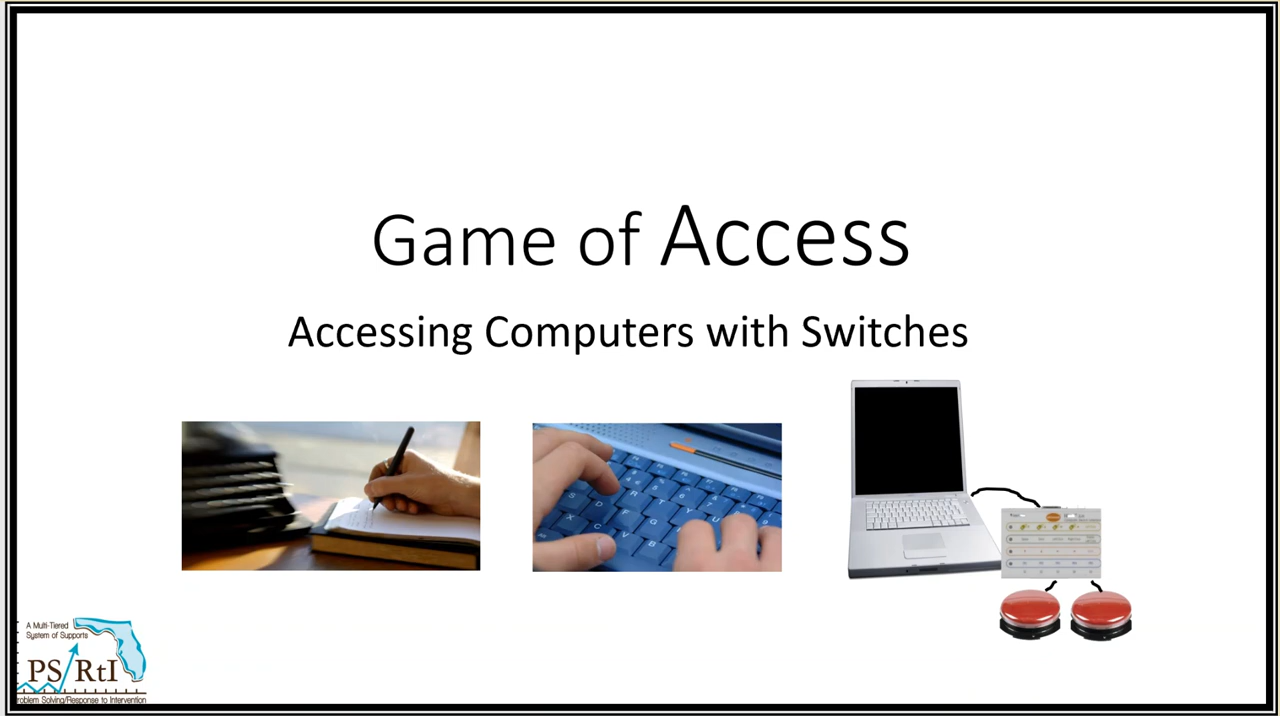 Game of Access
Accessing Computers with Switches
A Multi-Tiered
System of Supports
PS/RtI
Problem Solving/Response to Intervention